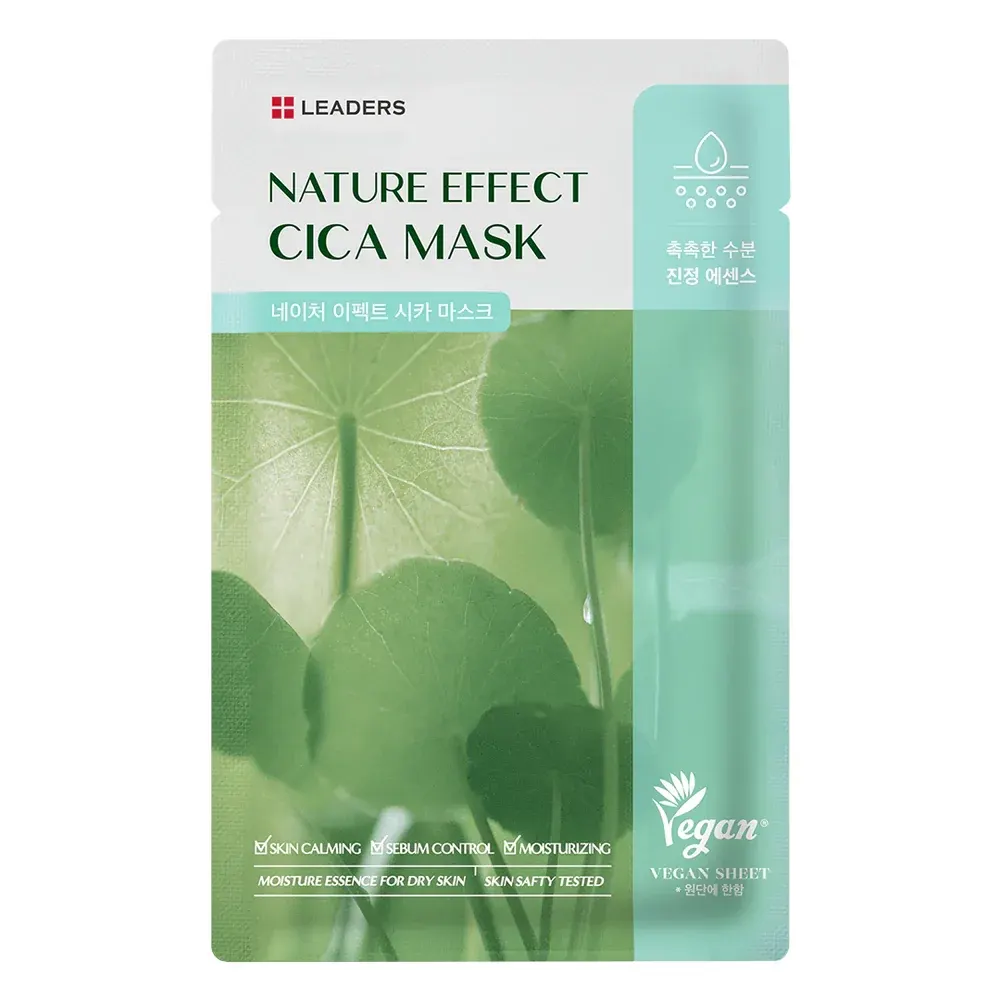 LEADERS
NATURE EFFECT
CICA MASK
네이처 이펙트 시카 마스크
촉촉한 수분
진정 에센스
SKIN CALMING SEBUM CONTROL MOISTURIZING
MOISTURE ESSENCE FOR DRY SKIN SKIN SAFTY TESTED
Vegan®
VEGAN SHEET
* 원단에 한함